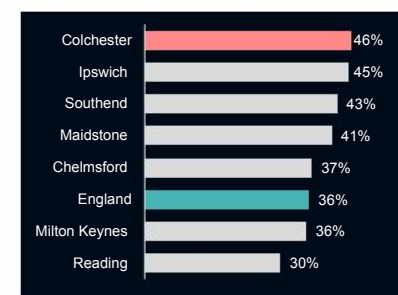 Colchester 46%
Ipswich 45%
Southend 43%
Maidstone 41%
Chelmsford 37%
England 36%
Milton Keynes 36%
Reading 30%